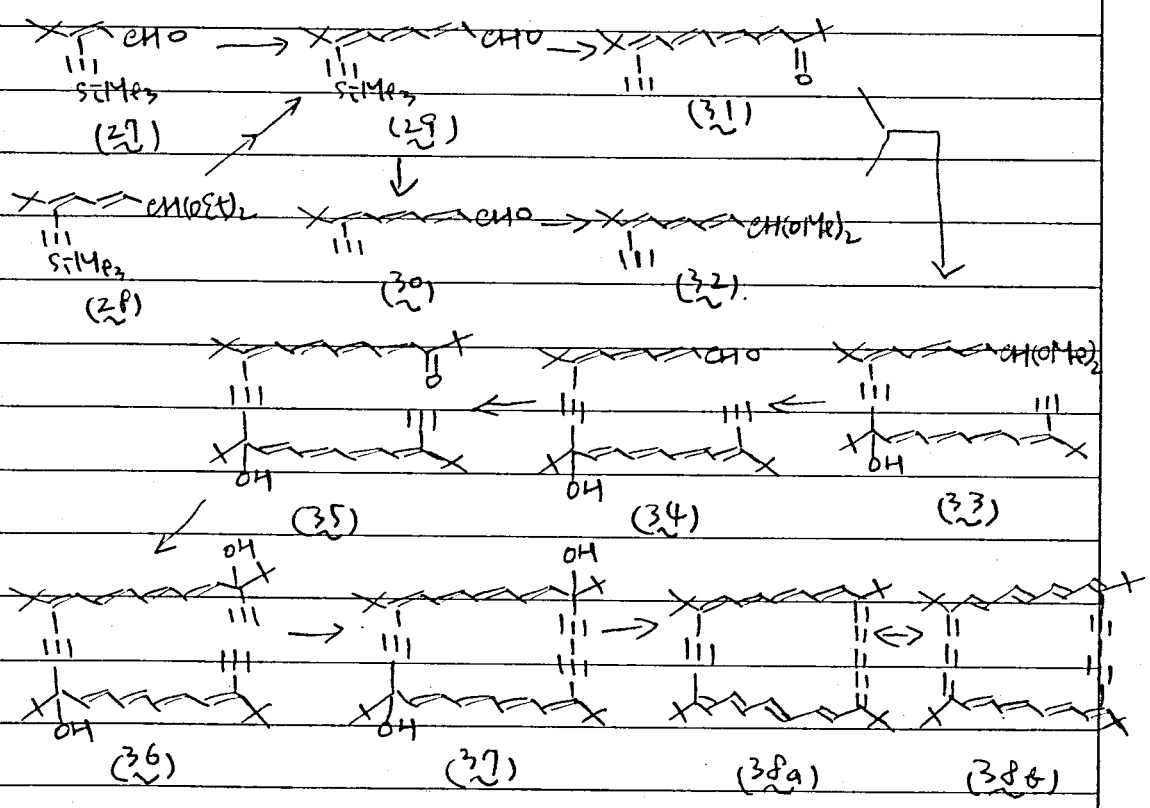 CHO CHO O
SiMe3 SiMe3 (31)
(27) (29)
CH(OEt)2 CHO CH(OMe)2
SiMe3
(28) (30) (32).
O CHO CH(OMe)2
OH OH OH
(35) (34) (33)
OH OH
OH OH
(36) (37) (38a) (38b)